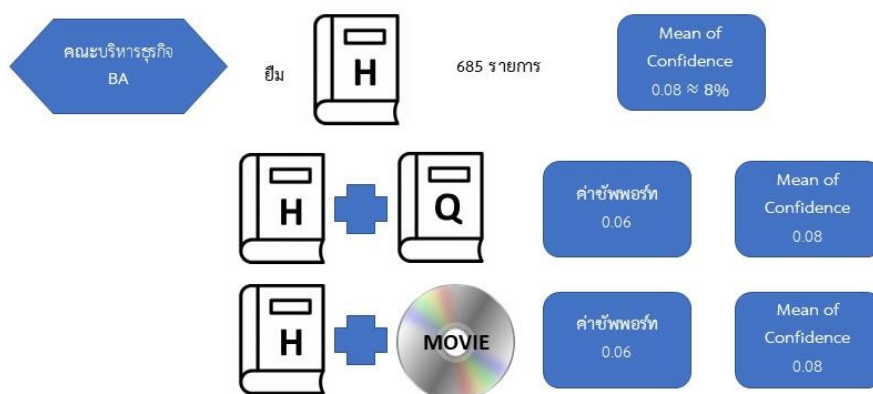 คณะบริหารธุรกิจ
BA
ยืม
H
685 รายการ
Mean of
Confidence
0.08 ≈ 8%
H
Q
ค่าซัพพอร์ท
0.06
Mean of
Confidence
0.08
H
MOVIE
ค่าซัพพอร์ท
0.06
Mean of
Confidence
0.08